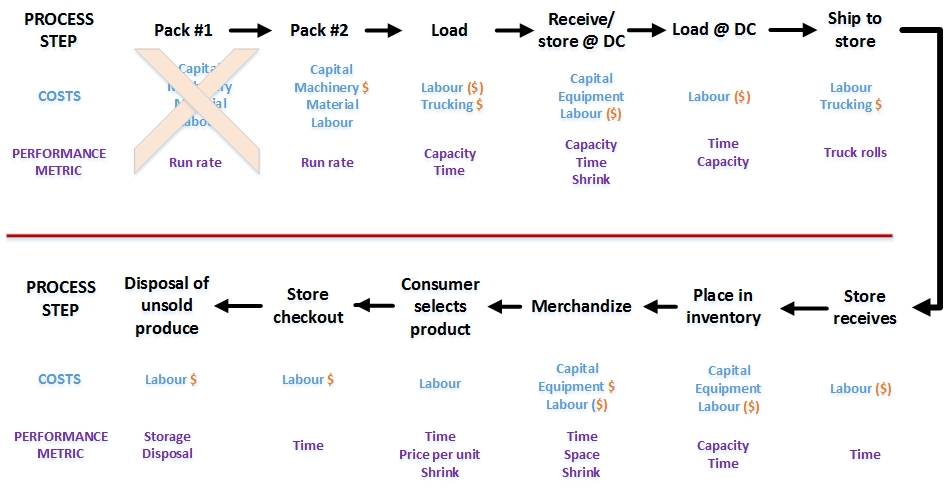 PROCESS
STEP
Pack #1
Pack #2
Load
Receive/
store @ DC
Load @ DC
Ship to
store
COSTS
Capital
Machinery
Material
Labour
Capital
Machinery $
Material
Labour
Labour ($)
Trucking $
Capital
Equipment
Labour ($)
Labour ($)
Labour
Trucking $
PERFORMANCE
METRIC
Run rate
Run rate
Capacity
Time
Capacity
Time
Shrink
Time
Capacity
Truck rolls
PROCESS
STEP
Disposal of
unsold
produce
Store
checkout
Consumer
selects
product
Merchandize
Place in
inventory
Store
receives
COSTS
Labour $
Labour $
Labour
Capital
Equipment $
Labour ($)
Capital
Equipment
Labour ($)
Labour ($)
PERFORMANCE
METRIC
Storage
Disposal
Time
Time
Price per unit
Shrink
Time
Space
Shrink
Capacity
Time
Time